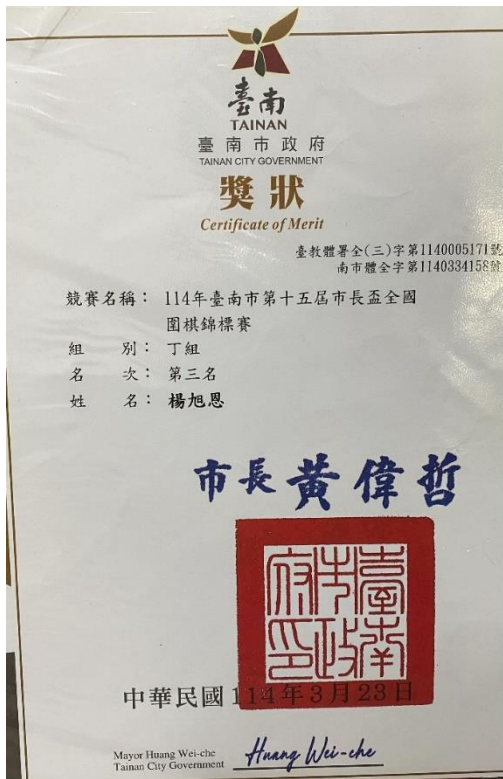 臺南
TAINAN
臺南市政府
TAINAN CITY GOVERNMENT
獎狀
Certificate of Merit
臺教體署全(三)字第1140005171號
南市體全字第1140334158號
競賽名稱：114年臺南市第十五屆市長盃全國
圍棋錦標賽
組別：丁組
名次：第三名
姓名：楊旭恩
市長 黃偉哲
臺南市政府印
中華民國114年3月23日
Mayor Huang Wei-che
Tainan City Government
Huang Wei-che